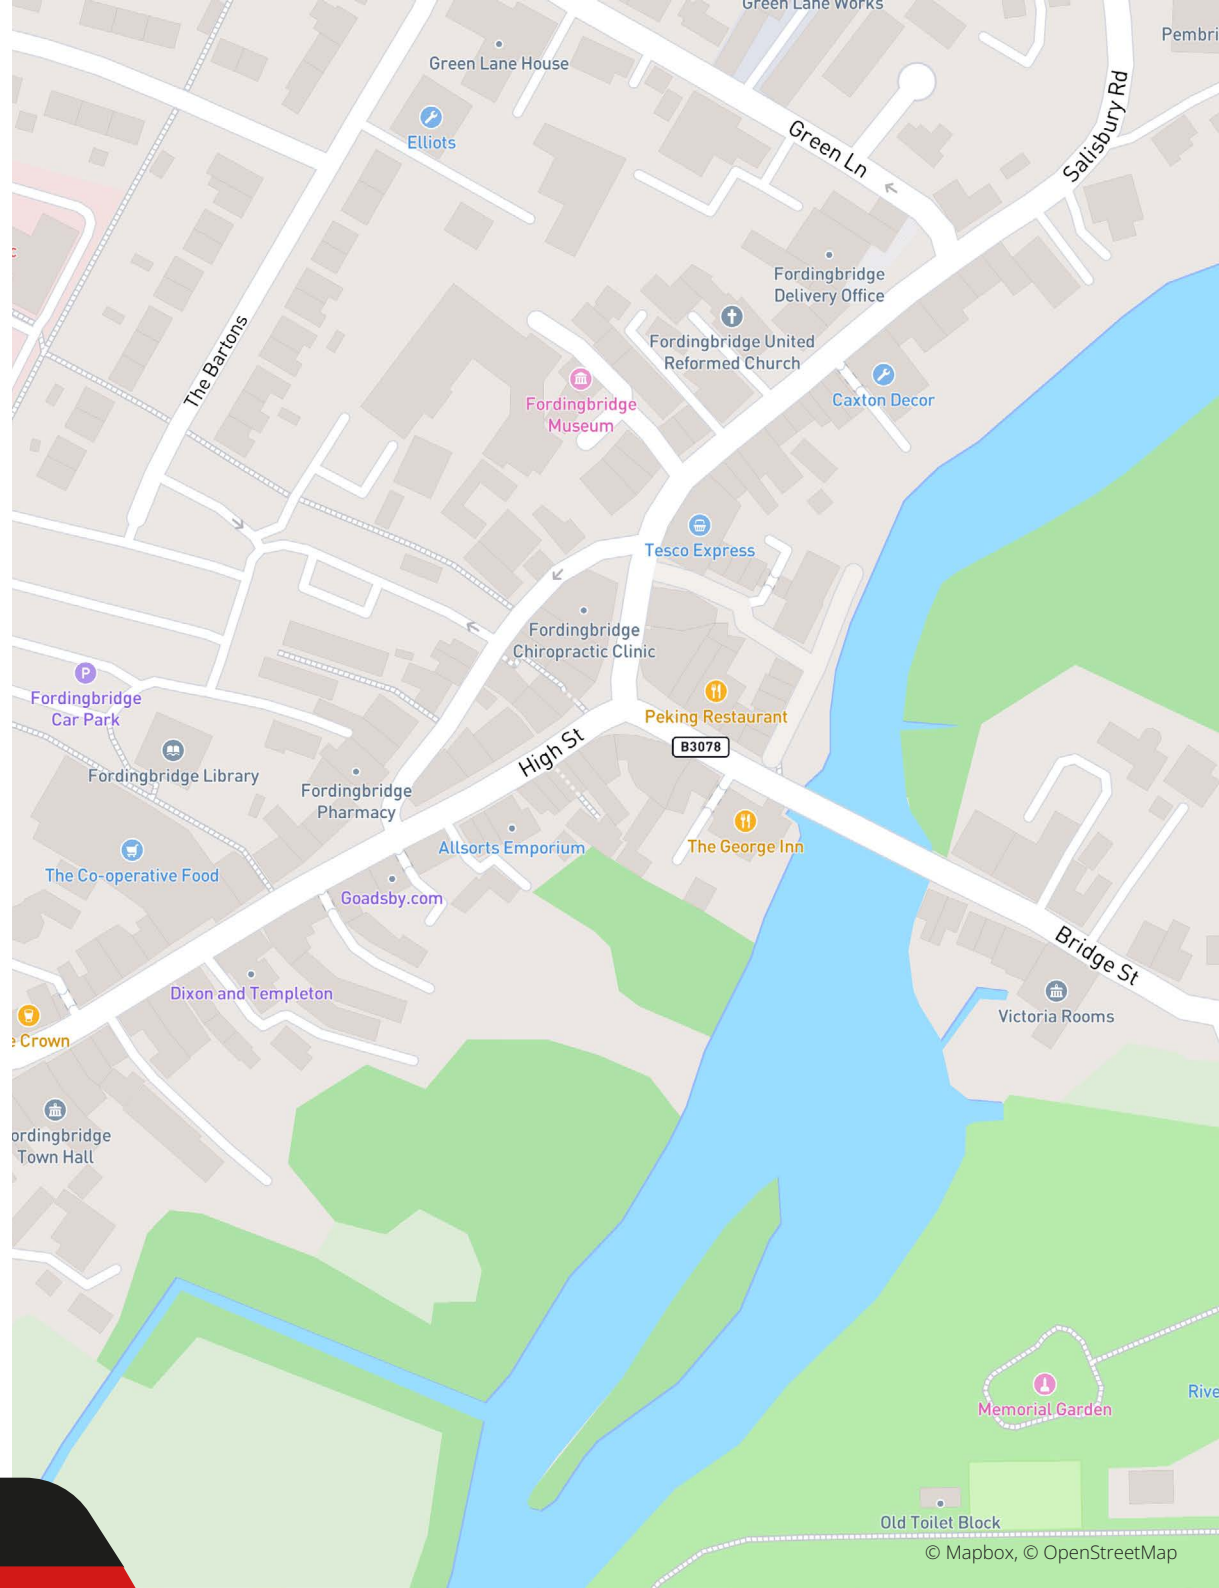 Green Lane Works
Pembri
Green Lane House
Elliots
Green Ln
Salisbury Rd
c
Fordingbridge
Delivery Office
The Bartons
Fordingbridge United
Reformed Church
Fordingbridge
Museum
Caxton Decor
Tesco Express
Fordingbridge
Chiropractic Clinic
P
Fordingbridge
Car Park
Peking Restaurant
B3078
High St
Fordingbridge Library
Fordingbridge
Pharmacy
The George Inn
Allsorts Emporium
The Co-operative Food
Goadsby.com
Bridge St
Dixon and Templeton
Victoria Rooms
e Crown
ordingbridge
Town Hall
Memorial Garden
Rive
Old Toilet Block
© Mapbox, © OpenStreetMap